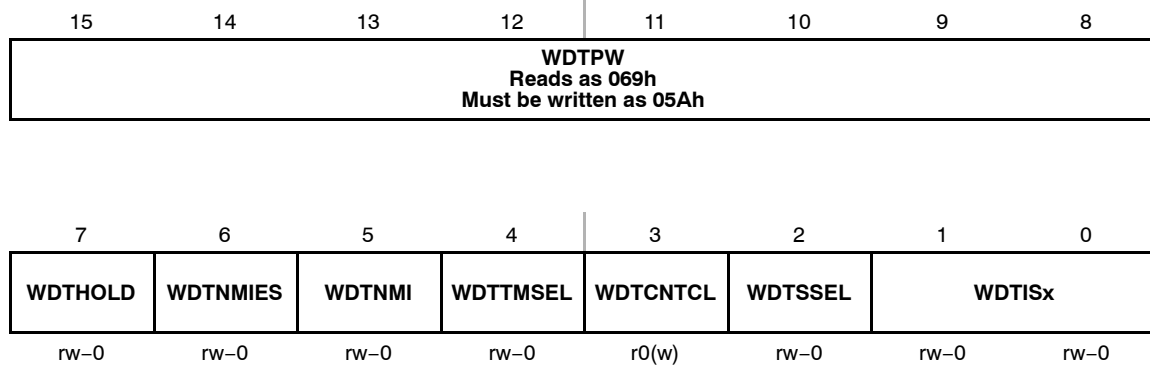 15 14 13 12 11 10 9 8
WDTPW
Reads as 069h
Must be written as 05Ah
7 6 5 4 3 2 1 0
WDTHOLD WDTNMIES WDTNMI WDTTMSEL WDTCNTCL WDTSSEL WDTISx
rw−0 rw−0 rw−0 rw−0 r0(w) rw−0 rw−0 rw−0